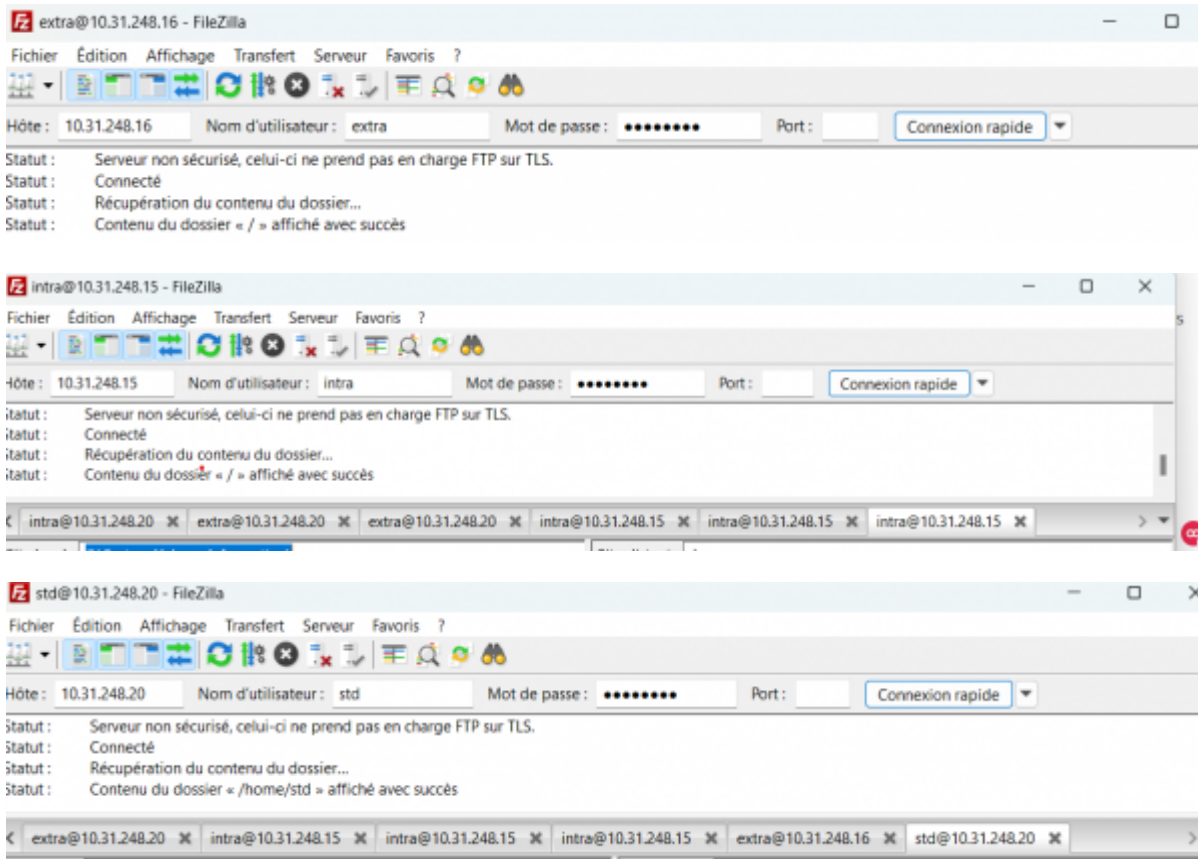 extra@10.31.248.16 - FileZilla
Fichier Édition Affichage Transfert Serveur Favoris ?
Hôte : 10.31.248.16 Nom d'utilisateur : extra Mot de passe : ●●●●●●●● Port : Connexion rapide
Statut : Serveur non sécurisé, celui-ci ne prend pas en charge FTP sur TLS.
Statut : Connecté
Statut : Récupération du contenu du dossier...
Statut : Contenu du dossier « / » affiché avec succès
intra@10.31.248.15 - FileZilla
Fichier Édition Affichage Transfert Serveur Favoris ?
Hôte : 10.31.248.15 Nom d'utilisateur : intra Mot de passe : ●●●●●●●● Port : Connexion rapide
Statut : Serveur non sécurisé, celui-ci ne prend pas en charge FTP sur TLS.
Statut : Connecté
Statut : Récupération du contenu du dossier...
Statut : Contenu du dossier « / » affiché avec succès
intra@10.31.248.20 extra@10.31.248.20 extra@10.31.248.20 intra@10.31.248.15 intra@10.31.248.15 intra@10.31.248.15
std@10.31.248.20 - FileZilla
Fichier Édition Affichage Transfert Serveur Favoris ?
Hôte : 10.31.248.20 Nom d'utilisateur : std Mot de passe : ●●●●●●●● Port : Connexion rapide
Statut : Serveur non sécurisé, celui-ci ne prend pas en charge FTP sur TLS.
Statut : Connecté
Statut : Récupération du contenu du dossier...
Statut : Contenu du dossier « /home/std » affiché avec succès
extra@10.31.248.20 intra@10.31.248.15 intra@10.31.248.15 intra@10.31.248.15 extra@10.31.248.16 std@10.31.248.20